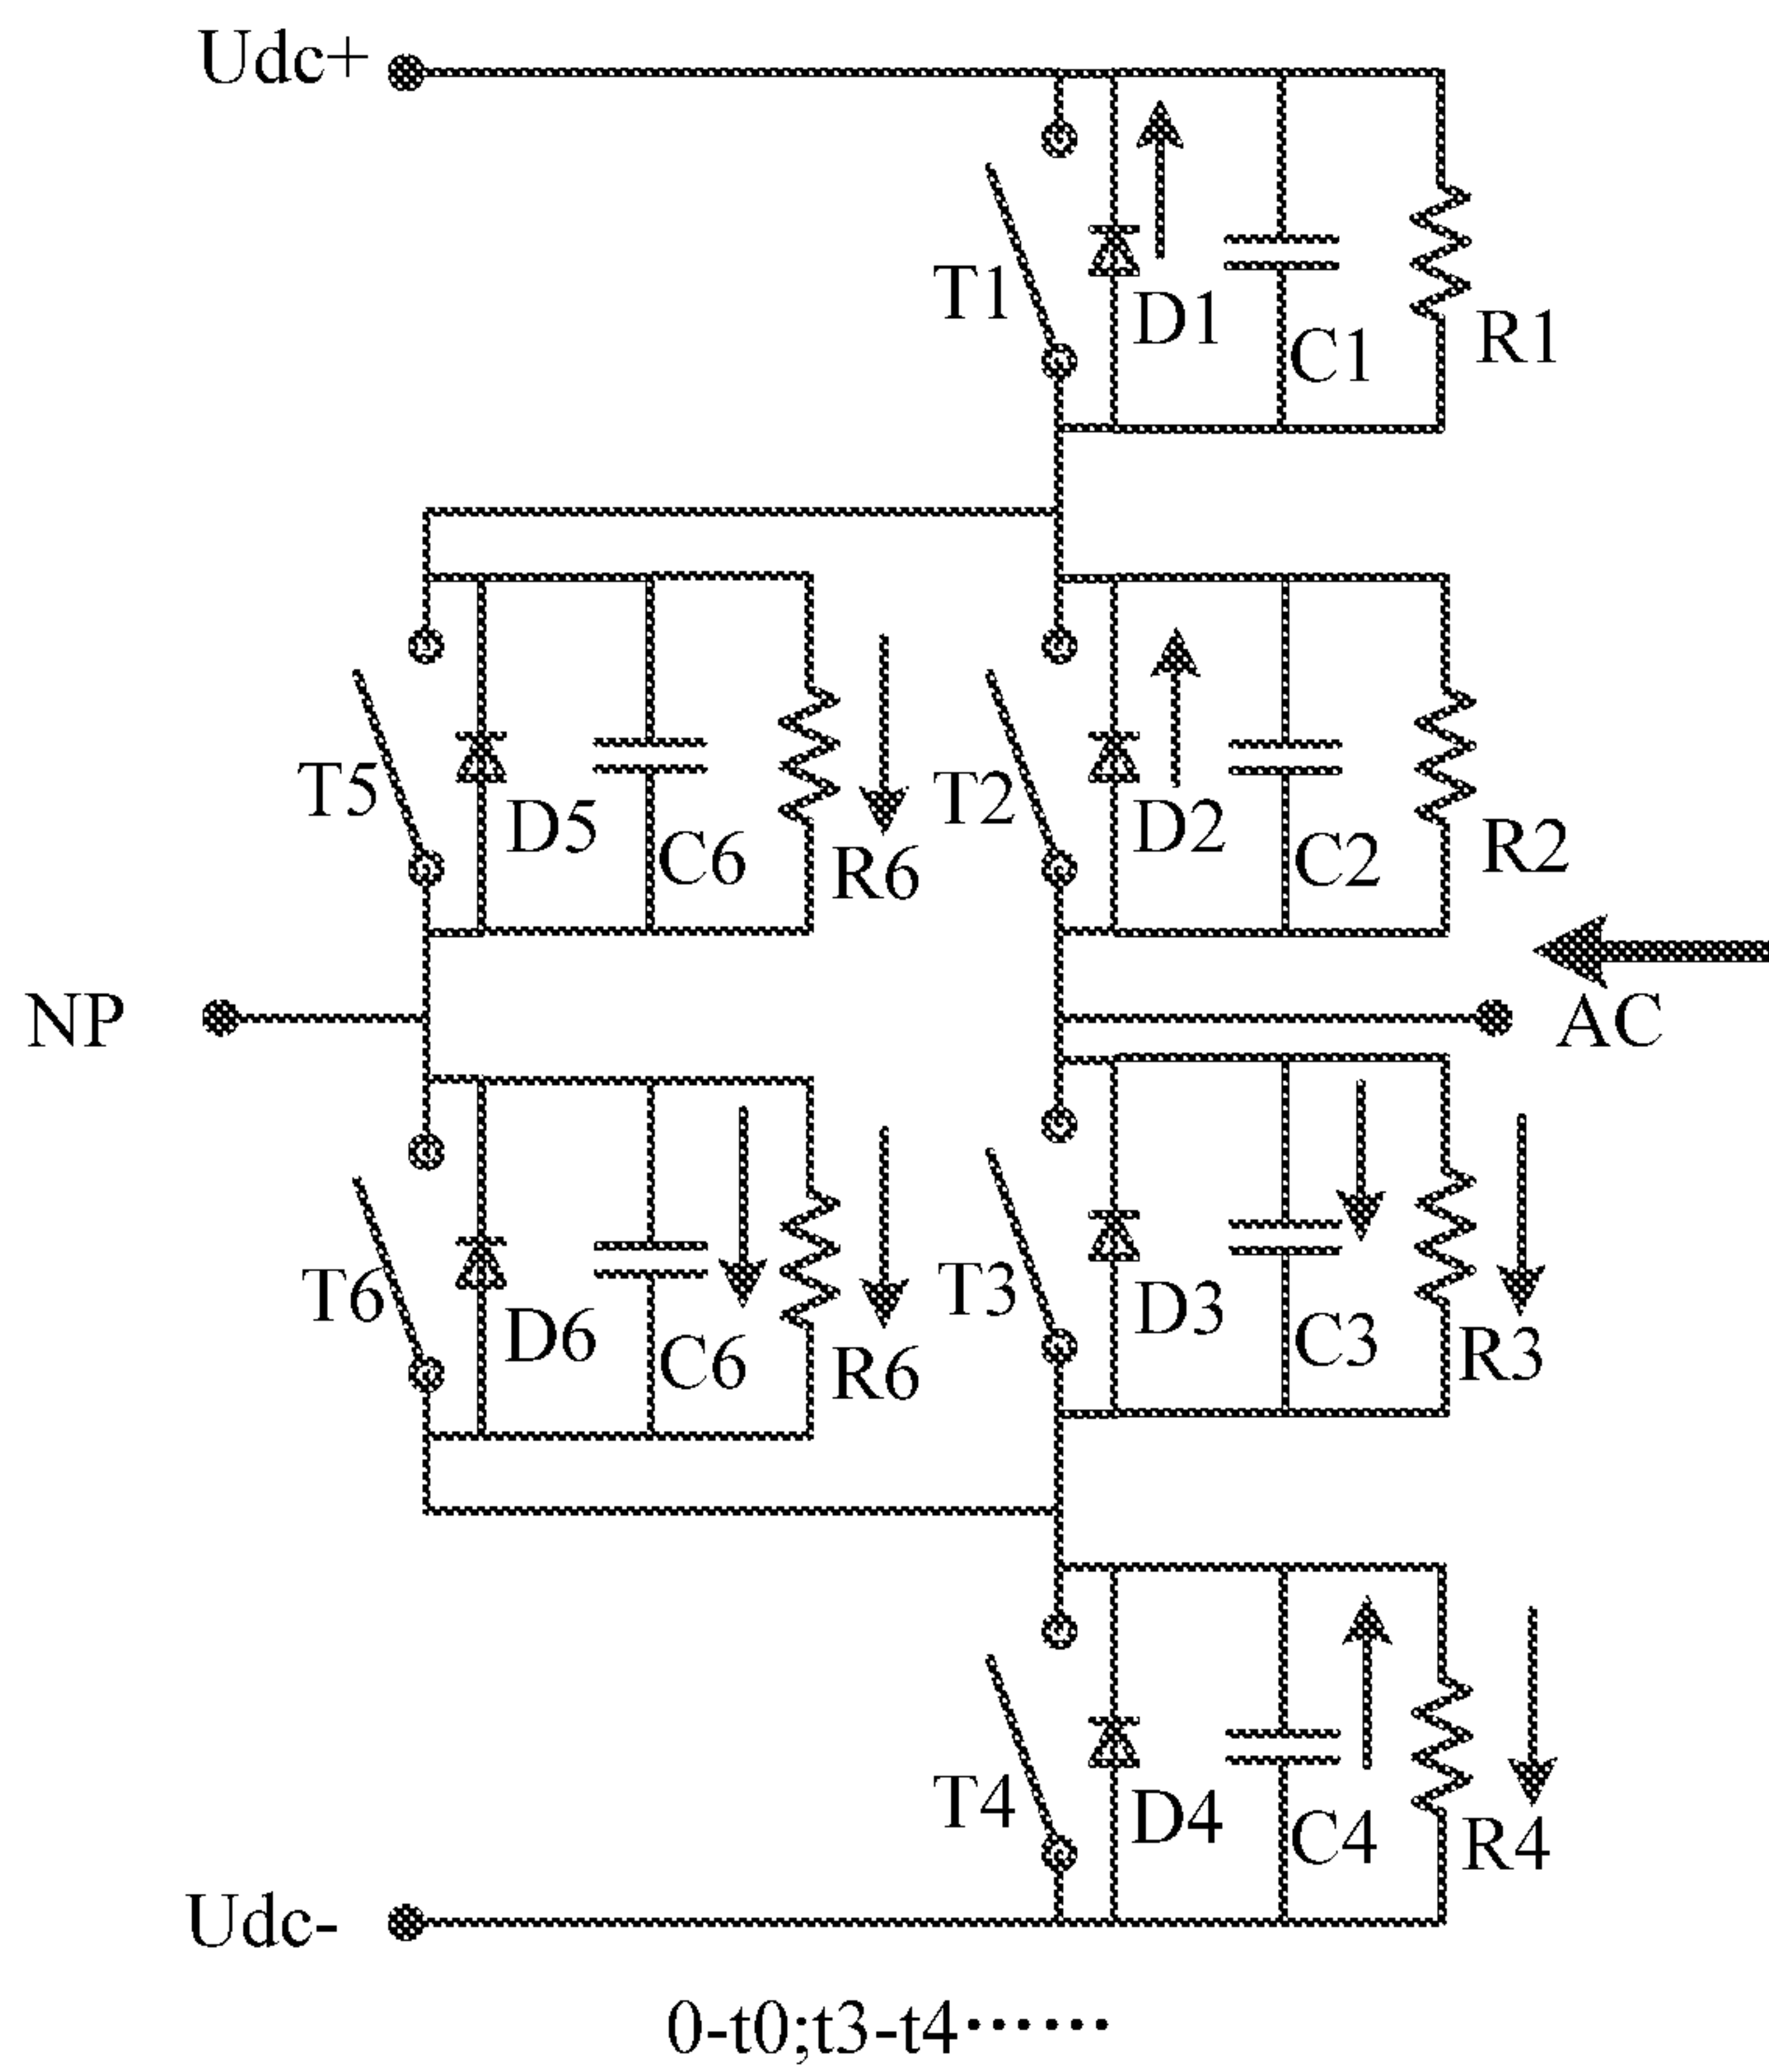 Udc+
T1
D1
C1
R1
T5
D5
C6
R6
T2
D2
C2
R2
NP
AC
T6
D6
C6
R6
T3
D3
C3
R3
T4
D4
C4
R4
Udc-
0-t0;t3-t4······